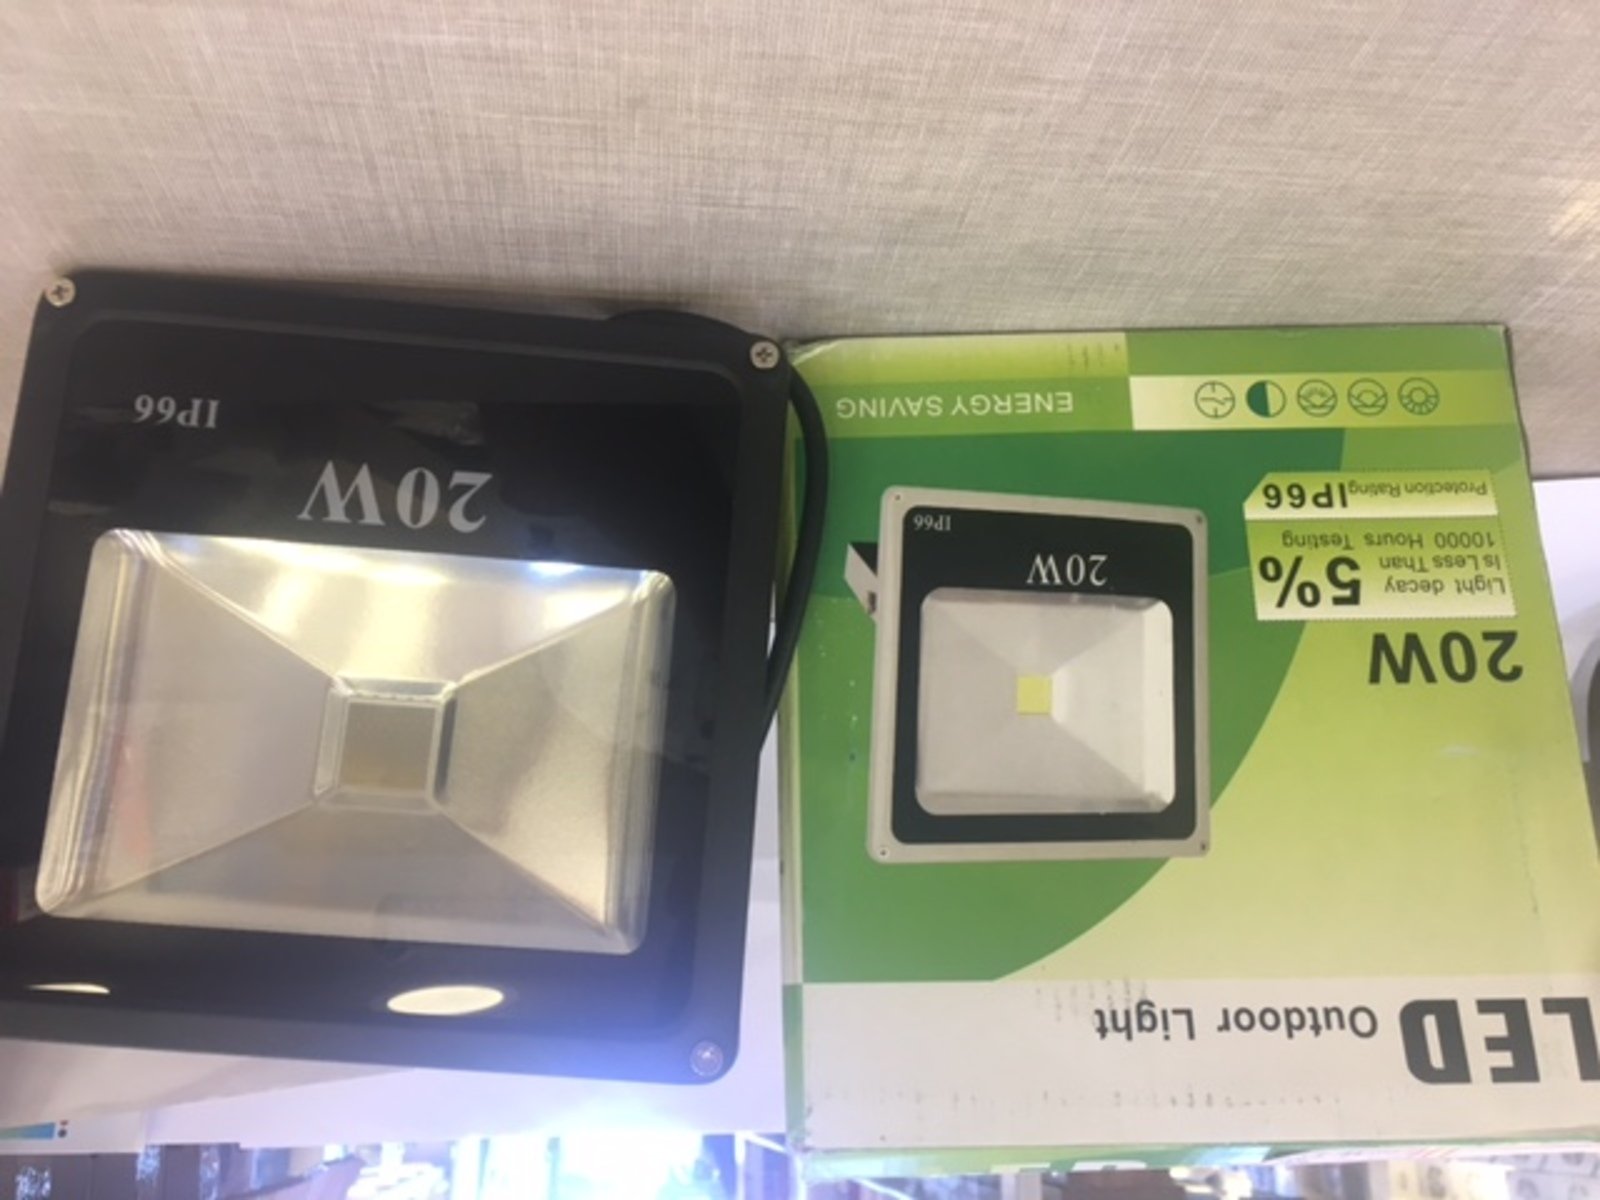 20W
IP66
LED Outdoor Light
20W
Light decay
Is Less Than 5%
10000 Hours Testing
Protection Rating IP66
20W
IP66
ENERGY SAVING